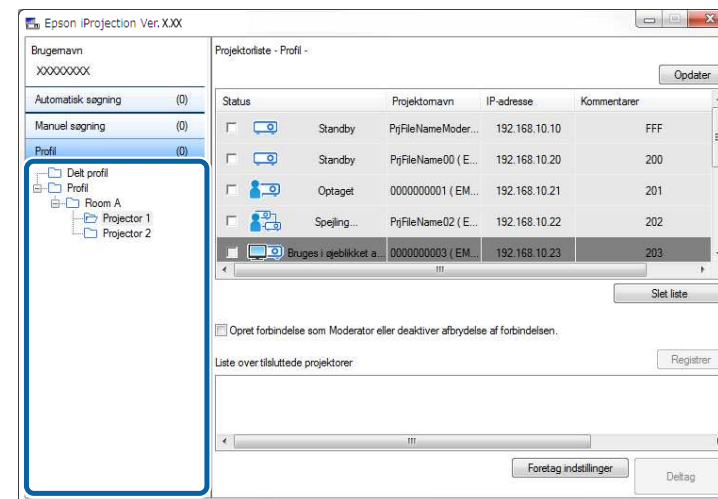 Epson iProjection Ver. X.XX
Brugernavn
XXXXXXXX
Automatisk søgning (0)
Manuel søgning (0)
Profil (0)
Delt profil
Profil
Room A
Projector 1
Projector 2
Projektorliste - Profil -
Opdater
Status Projektornavn IP-adresse Kommentarer
Standby PrjFileNameModer... 192.168.10.10 FFF
Standby PrjFileName00 ( E... 192.168.10.20 200
Optaget 0000000001 ( EM... 192.168.10.21 201
Spejling... PrjFileName02 ( E... 192.168.10.22 202
Bruges i øjeblikket a... 0000000003 ( EM... 192.168.10.23 203
Slet liste
Opret forbindelse som Moderator eller deaktiver afbrydelse af forbindelsen.
Liste over tilsluttede projektorer
Registrer
Foretag indstillinger
Deltag